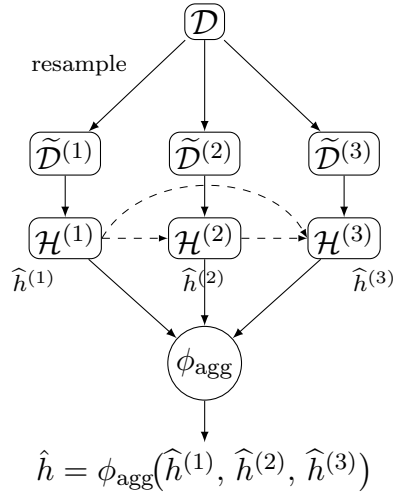 𝒟
resample
𝒟̃⁽¹⁾ 𝒟̃⁽²⁾ 𝒟̃⁽³⁾
ℋ⁽¹⁾ ℋ⁽²⁾ ℋ⁽³⁾
ĥ⁽¹⁾ ĥ⁽²⁾ ĥ⁽³⁾
ϕ_agg
ĥ = ϕ_agg(ĥ⁽¹⁾, ĥ⁽²⁾, ĥ⁽³⁾)